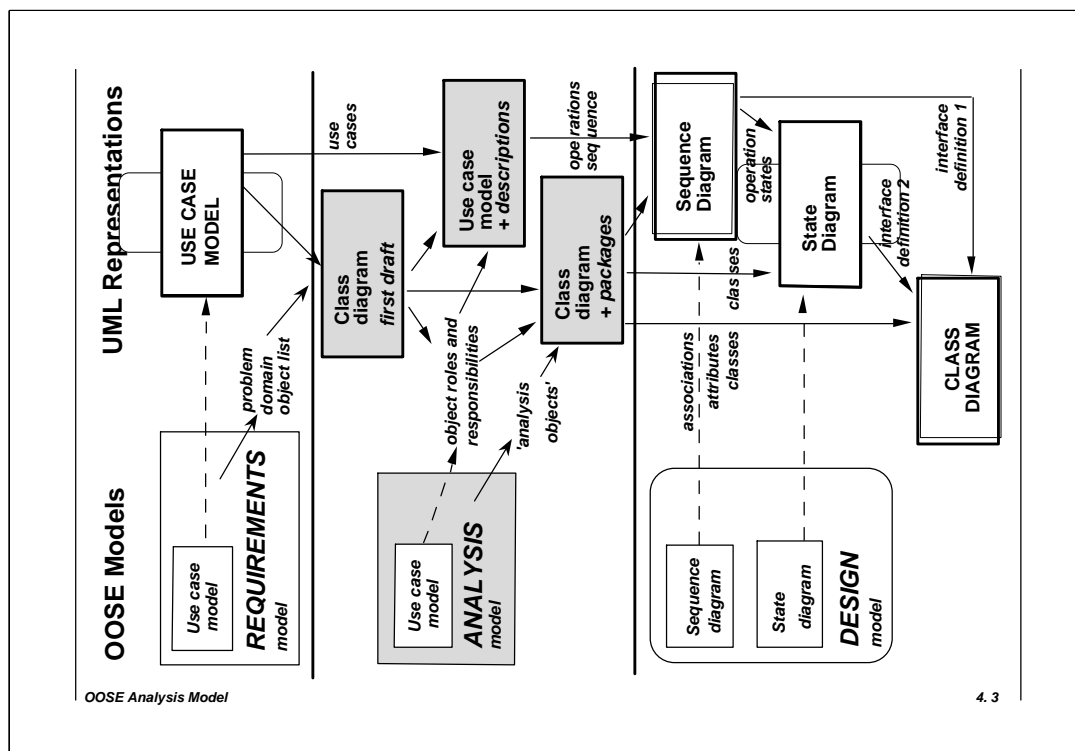 OOSE Models
UML Representations
Use case
model
REQUIREMENTS
model
problem
domain
object list
USE CASE
MODEL
use
cases
Class
diagram
first draft
Use case
model
+ descriptions
Use case
model
ANALYSIS
model
object roles and
responsibilities
'analysis
objects'
Class
diagram
+ packages
operations
sequence
Sequence
Diagram
operation
states
State
Diagram
interface
definition 1
interface
definition 2
classes
associations
attributes
classes
CLASS
DIAGRAM
Sequence
diagram
State
diagram
DESIGN
model
OOSE Analysis Model
4. 3